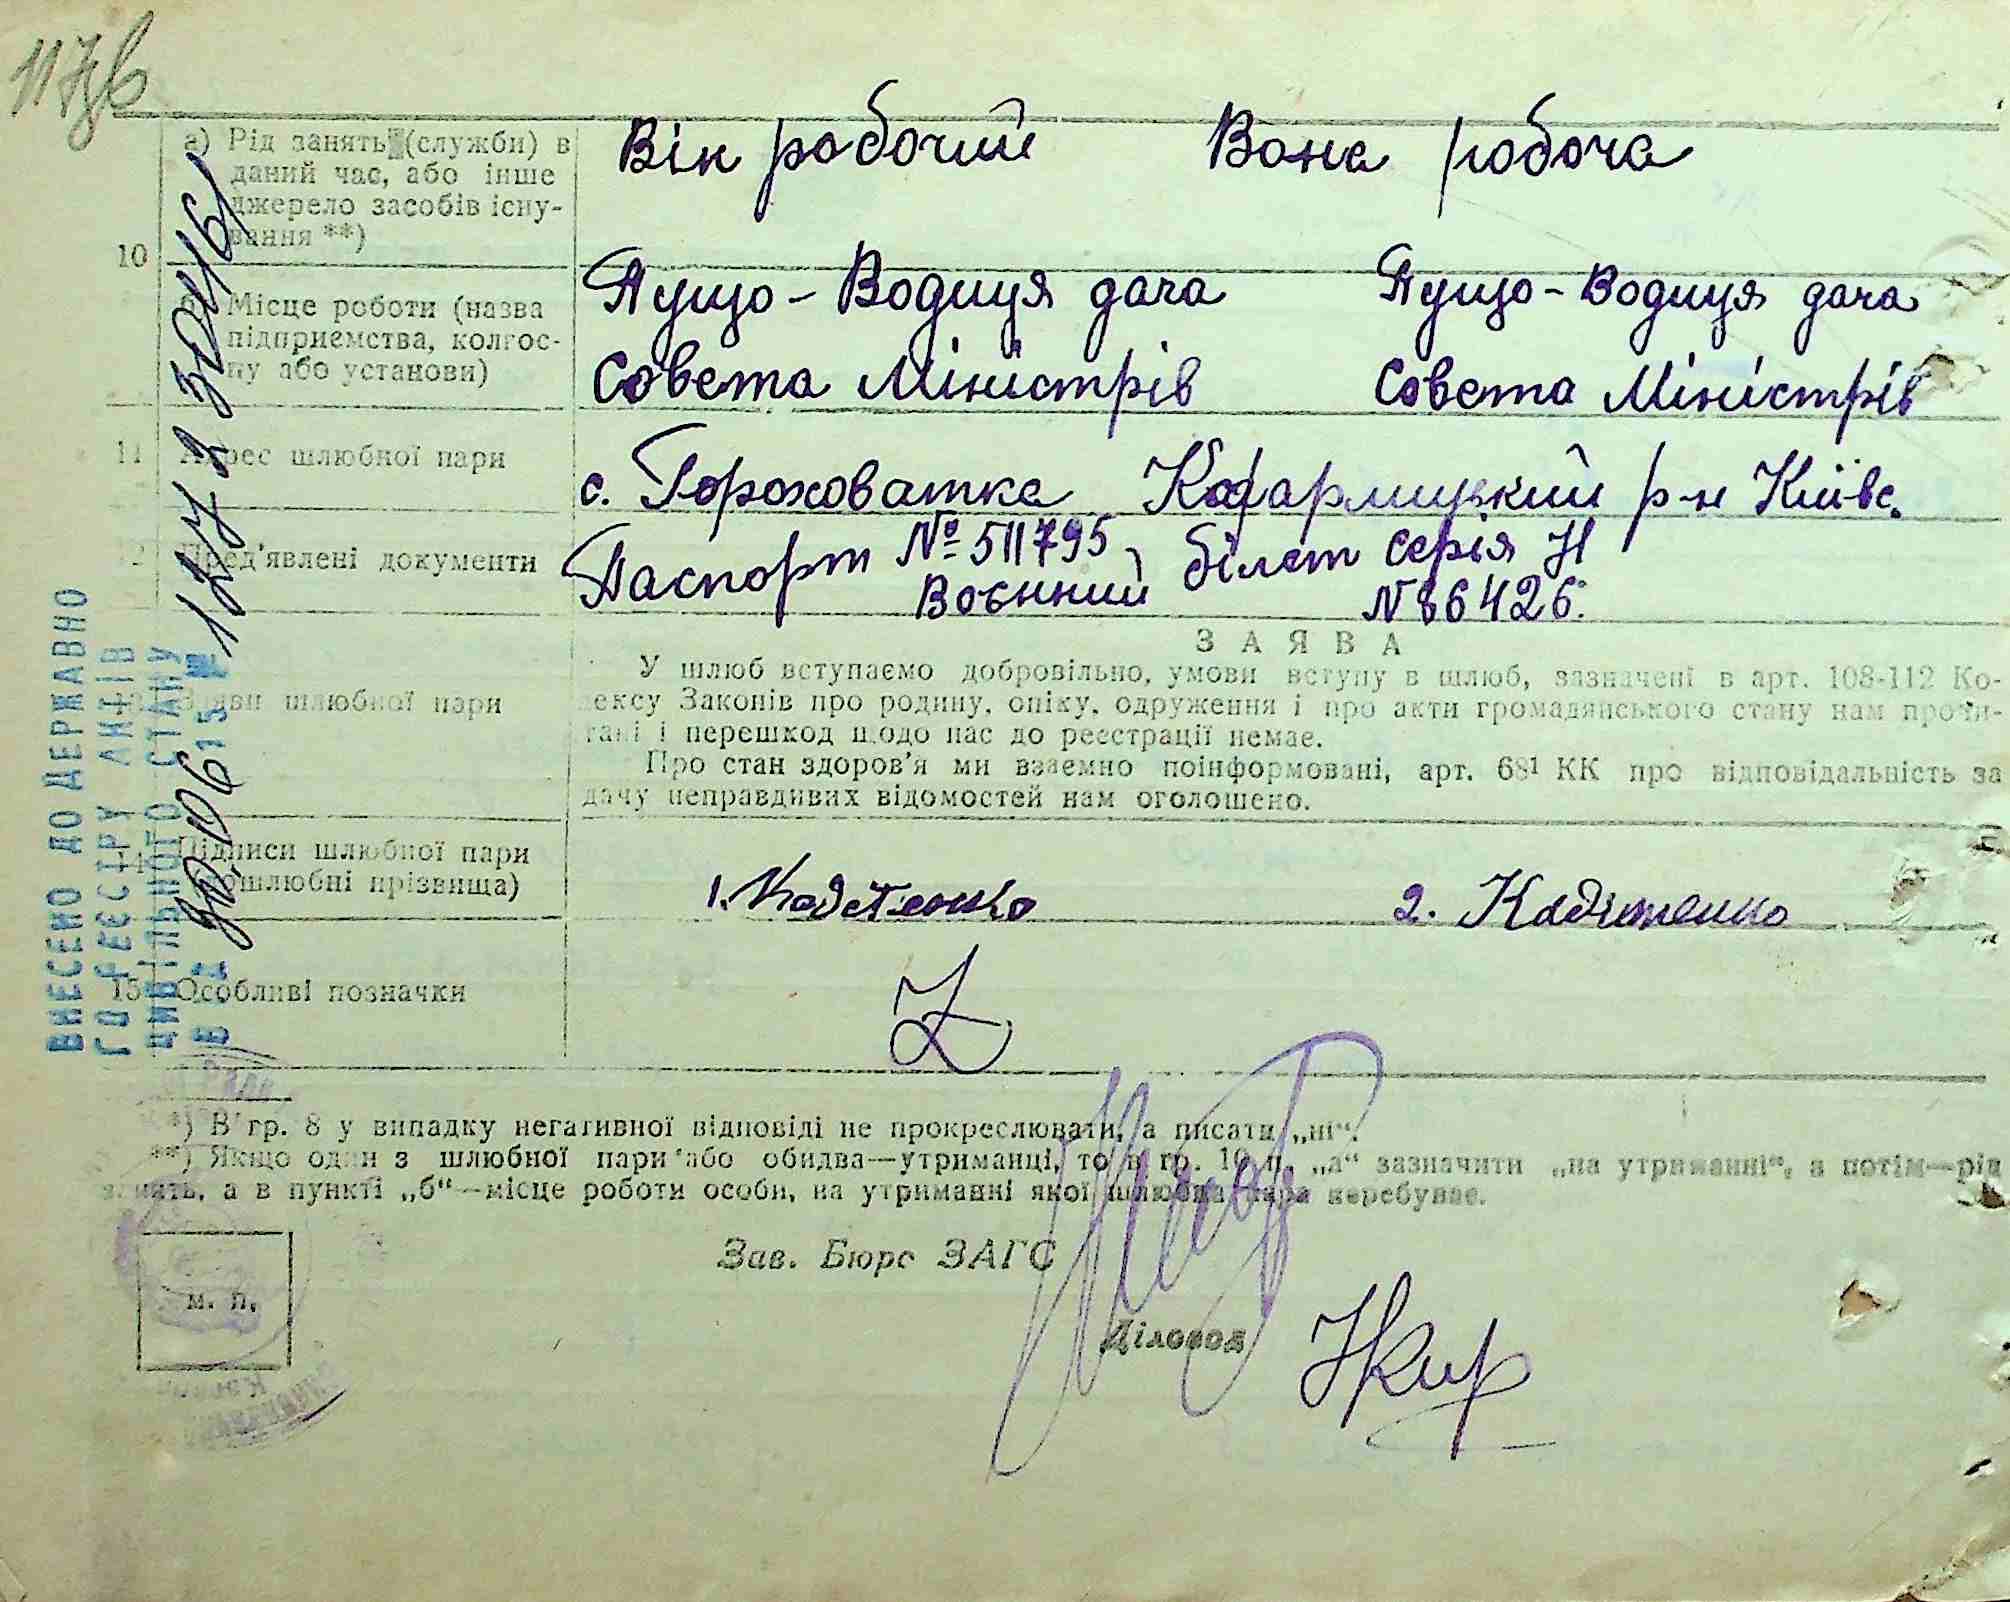 117зв
10
а) Рід занять (служби) в
даний час, або інше
джерело засобів існу-
вання **)
Він робочий Вона робоча
б) Місце роботи (назва
підприємства, колгос-
пу або установи)
Пущо-Водиця дача Пущо-Водиця дача
Совета Міністрів Совета Міністрів
11 Адрес шлюбної пари
с. Гороховатка Кагарлицкий р-н Київс.
12 Пред'явлені документи
Паспорт № 511795, Воєнний білет серія Н
№ 86426.
13 Заяви шлюбної пари
ЗАЯВА
У шлюб вступаємо добровільно, умови вступу в шлюб, зазначені в арт. 108-112 Ко-
дексу Законів про родину, опіку, одруження і про акти громадянського стану нам прочи-
тані і перешкод щодо нас до реєстрації немає.
Про стан здоров'я ми взаємно поінформовані, арт. 68¹ КК про відповідальність за
дачу неправдивих відомостей нам оголошено.
14 Підписи шлюбної пари
(дошлюбні прізвища)
1. Кадетенко 2. Кадитенко
15 Особливі позначки
Z
*) В гр. 8 у випадку негативної відповіді не прокреслювати, а писати „ні“.
**) Якщо один з шлюбної пари або обидва—утриманці, то в гр. 10 п. „а“ зазначити „на утриманні“, а потім—рід
занять, а в пункті „б“—місце роботи особи, на утриманні якої шлюбна пара перебуває.
Зав. Бюро ЗАГС
Діловод
м. п.
ВНЕСЕНО ДО ДЕРЖАВНО
ГО РЕЄСТРУ АКТІВ
ЦИВІЛЬНОГО СТАНУ